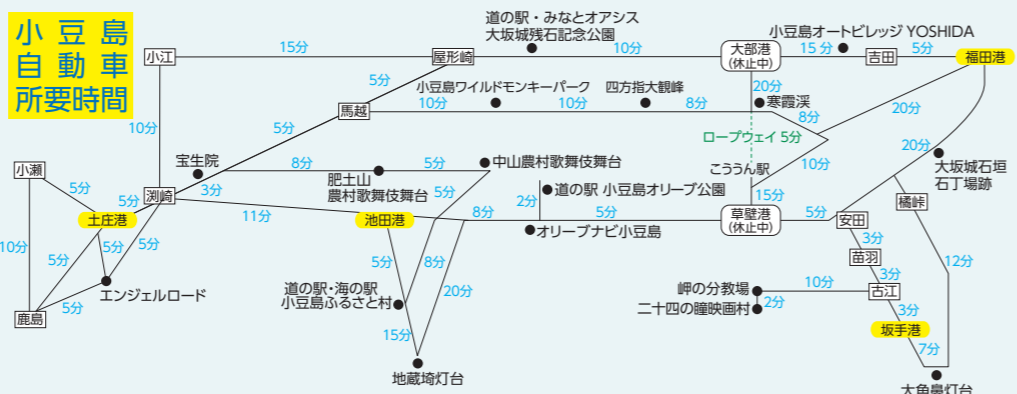 小豆島
自動車
所要時間
道の駅・みなとオアシス
大坂城残石記念公園
小豆島オートビレッジ YOSHIDA
小江
15分
屋形崎
10分
大部港
(休止中)
15分
吉田
5分
福田港
5分
小豆島ワイルドモンキーパーク
四方指大観峰
20分
寒霞渓
馬越
10分
10分
8分
8分
20分
10分
5分
ロープウェイ 5分
宝生院
8分
5分
中山農村歌舞伎舞台
こううん駅
10分
20分
大坂城石垣
石丁場跡
小瀬
肥土山
農村歌舞伎舞台
3分
5分
道の駅 小豆島オリーブ公園
15分
橘峠
5分
渕崎
土庄港
11分
池田港
8分
2分
5分
草壁港
(休止中)
5分
安田
オリーブナビ小豆島
3分
苗羽
10分
5分
5分
5分
8分
20分
12分
エンジェルロード
道の駅・海の駅
小豆島ふるさと村
岬の分教場
10分
3分
古江
5分
鹿島
2分
二十四の瞳映画村
3分
坂手港
15分
7分
地蔵埼灯台
大角鼻灯台